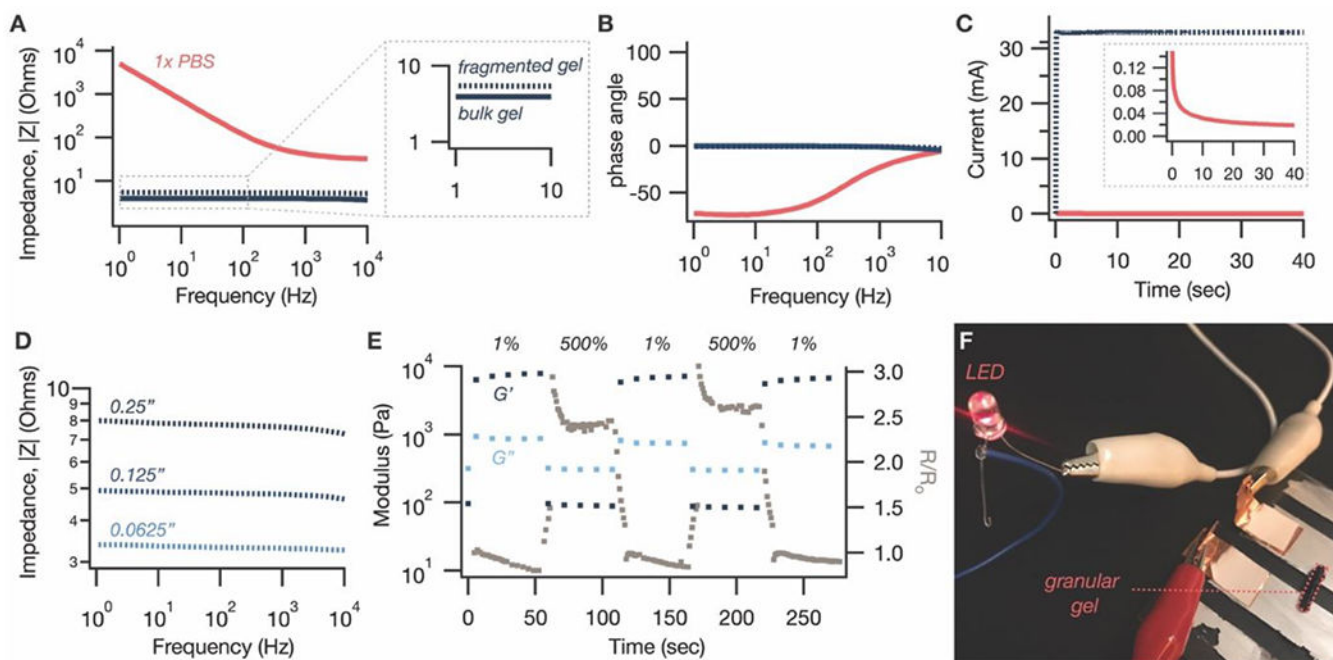 A
Impedance, |Z| (Ohms)
10⁴
10³
10²
10¹
1x PBS
10⁰ 10¹ 10² 10³ 10⁴
Frequency (Hz)
10
1
fragmented gel
bulk gel
1 10
B
phase angle
100
50
0
-50
10⁰ 10¹ 10² 10³ 10
Frequency (Hz)
C
Current (mA)
30
20
10
0
0.12
0.08
0.04
0.00
0 10 20 30 40
0 10 20 30 40
Time (sec)
D
Impedance, |Z| (Ohms)
10
9
8
7
6
5
4
3
0.25"
0.125"
0.0625"
10⁰ 10¹ 10² 10³ 10⁴
Frequency (Hz)
E
1% 500% 1% 500% 1%
Modulus (Pa)
10⁴
10³
10²
10¹
G'
G"
3.0
2.5
2.0
1.5
1.0
R/R₀
0 50 100 150 200 250
Time (sec)
F
LED
granular
gel